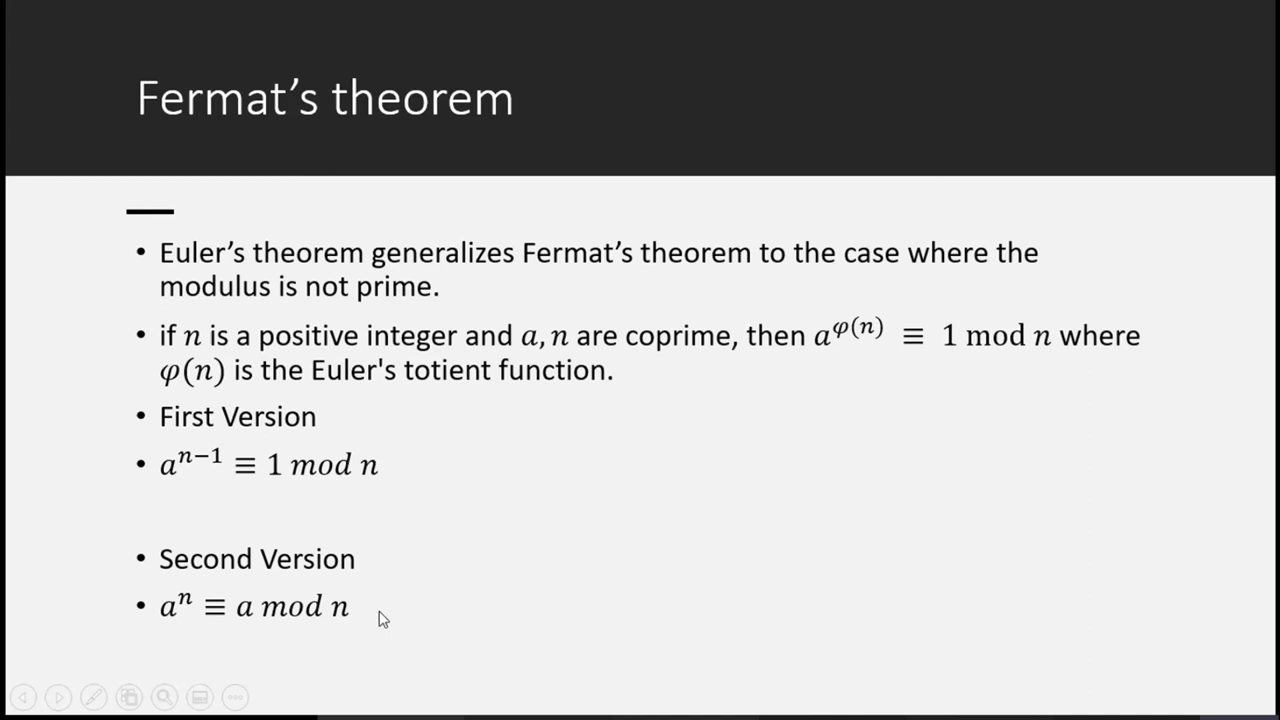 Fermat’s theorem
• Euler’s theorem generalizes Fermat’s theorem to the case where the
modulus is not prime.
• if 𝑛 is a positive integer and 𝑎, 𝑛 are coprime, then 𝑎^𝜑(𝑛) ≡ 1 mod 𝑛 where
𝜑(𝑛) is the Euler's totient function.
• First Version
• 𝑎^𝑛−1 ≡ 1 𝑚𝑜𝑑 𝑛
• Second Version
• 𝑎^𝑛 ≡ 𝑎 𝑚𝑜𝑑 𝑛